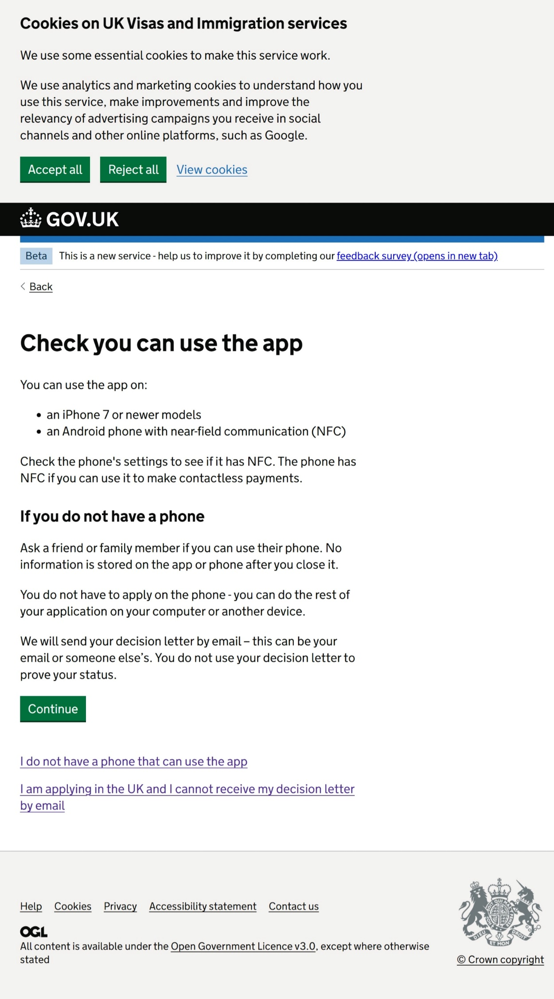 Cookies on UK Visas and Immigration services
We use some essential cookies to make this service work.
We use analytics and marketing cookies to understand how you
use this service, make improvements and improve the
relevancy of advertising campaigns you receive in social
channels and other online platforms, such as Google.
Accept all Reject all View cookies
GOV.UK
Beta This is a new service - help us to improve it by completing our feedback survey (opens in new tab)
Back
Check you can use the app
You can use the app on:
• an iPhone 7 or newer models
• an Android phone with near-field communication (NFC)
Check the phone's settings to see if it has NFC. The phone has
NFC if you can use it to make contactless payments.
If you do not have a phone
Ask a friend or family member if you can use their phone. No
information is stored on the app or phone after you close it.
You do not have to apply on the phone - you can do the rest of
your application on your computer or another device.
We will send your decision letter by email – this can be your
email or someone else’s. You do not use your decision letter to
prove your status.
Continue
I do not have a phone that can use the app
I am applying in the UK and I cannot receive my decision letter
by email
Help Cookies Privacy Accessibility statement Contact us
OGL
All content is available under the Open Government Licence v3.0, except where otherwise
stated
DIEU ET MON DROIT
© Crown copyright